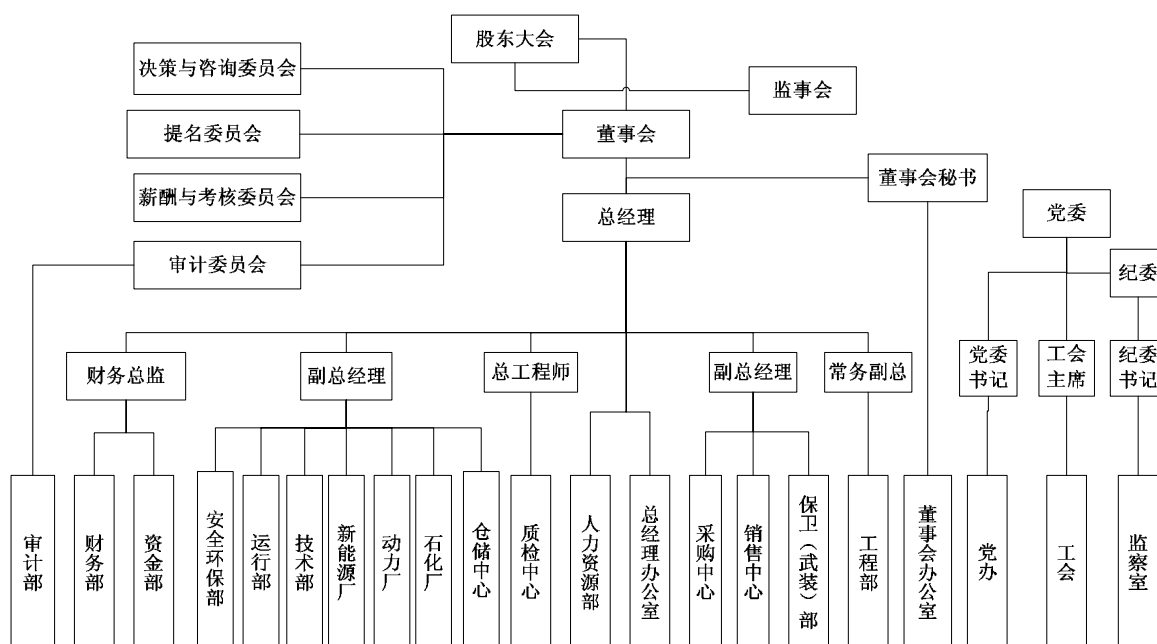 股东大会
决策与咨询委员会
监事会
提名委员会
董事会
董事会秘书
薪酬与考核委员会
总经理
党委
审计委员会
纪委
财务总监
副总经理
总工程师
副总经理
常务副总
党委
书记
工会
主席
纪委
书记
审计部
财务部
资金部
安全环保部
运行部
技术部
新能源厂
动力厂
石化厂
仓储中心
质检中心
人力资源部
总经理办公室
采购中心
销售中心
保卫（武装）部
工程部
董事会办公室
党办
工会
监察室